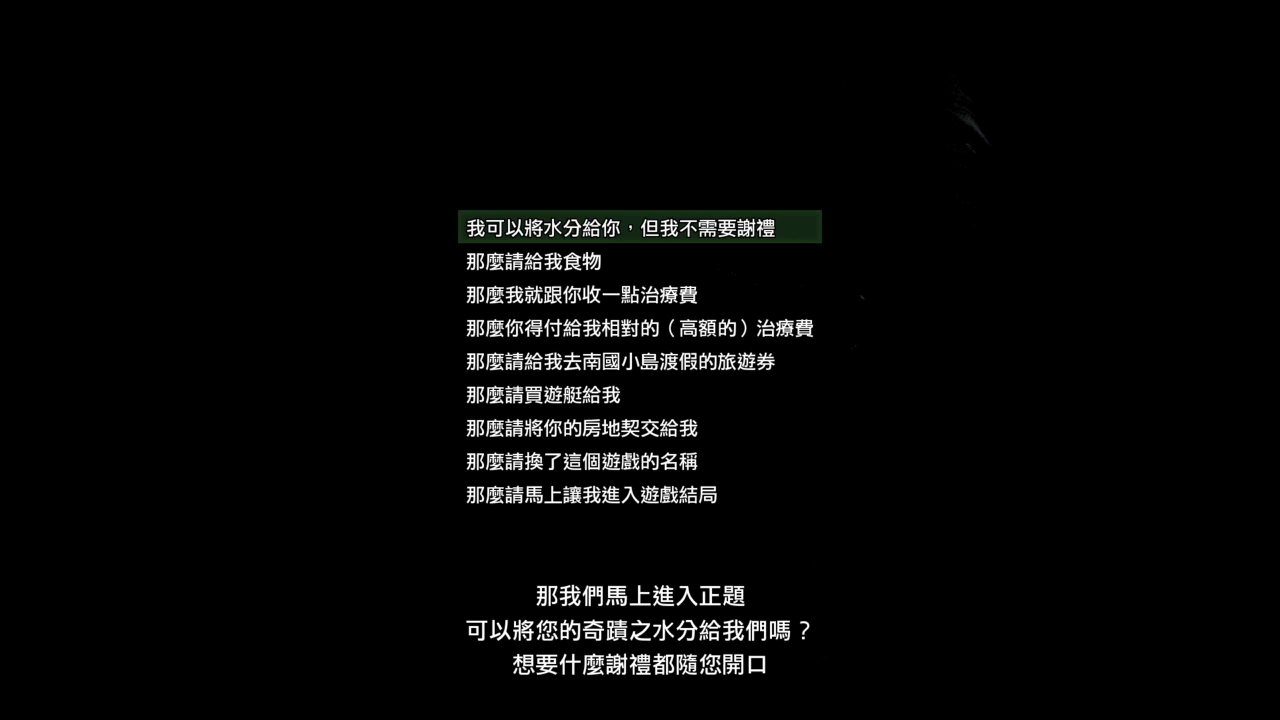 我可以將水分給你，但我不需要謝禮
那麼請給我食物
那麼我就跟你收一點治療費
那麼你得付給我相對的（高額的）治療費
那麼請給我去南國小島渡假的旅遊券
那麼請買遊艇給我
那麼請將你的房地契交給我
那麼請換了這個遊戲的名稱
那麼請馬上讓我進入遊戲結局
那我們馬上進入正題
可以將您的奇蹟之水分給我們嗎？
想要什麼謝禮都隨您開口